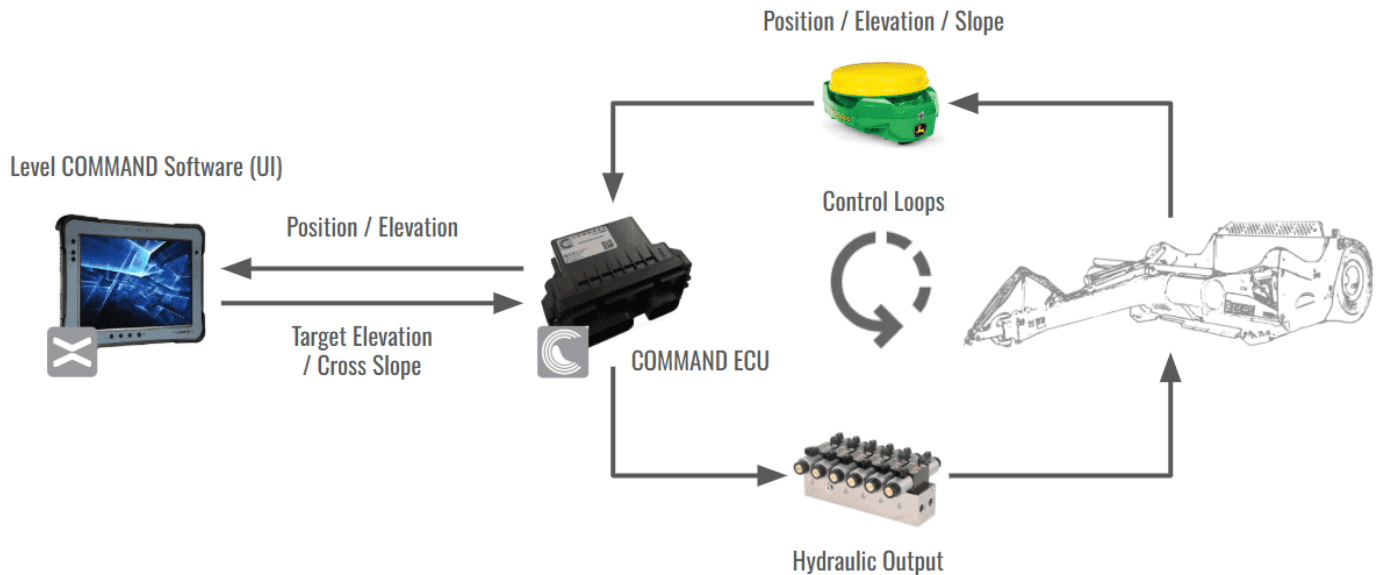 Position / Elevation / Slope
Level COMMAND Software (UI)
Position / Elevation
Control Loops
Target Elevation
/ Cross Slope
COMMAND ECU
Hydraulic Output